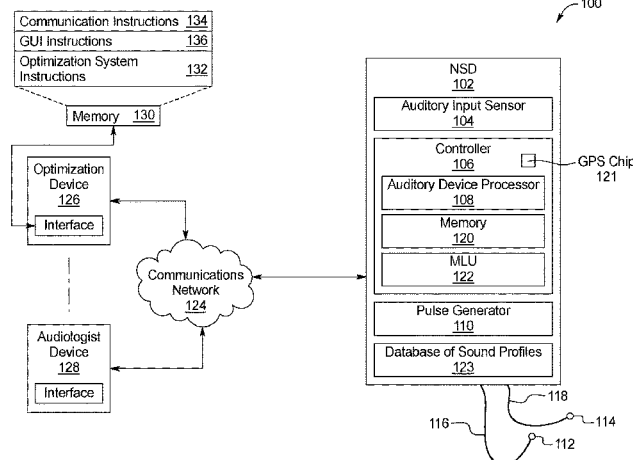 100
Communication Instructions 134
GUI Instructions 136
Optimization System
Instructions 132
Memory 130
Optimization
Device
126
Interface
Communications
Network
124
Audiologist
Device
128
Interface
NSD
102
Auditory Input Sensor
104
Controller
106
GPS Chip
121
Auditory Device Processor
108
Memory
120
MLU
122
Pulse Generator
110
Database of Sound Profiles
123
118
116
114
112